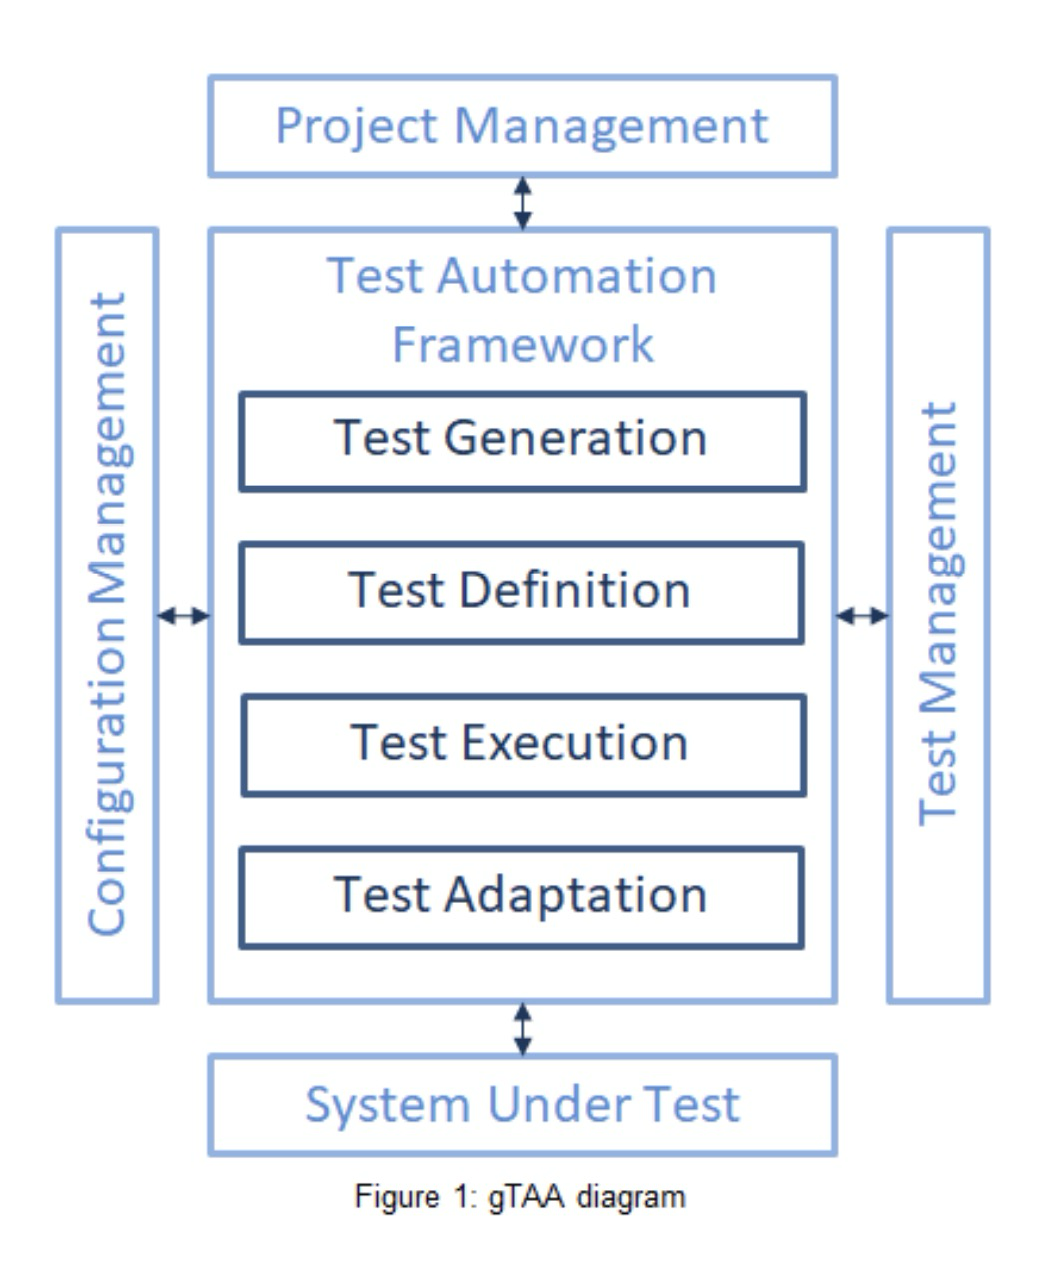 Project Management
Configuration Management
Test Automation
Framework
Test Generation
Test Definition
Test Execution
Test Adaptation
Test Management
System Under Test
Figure 1: gTAA diagram